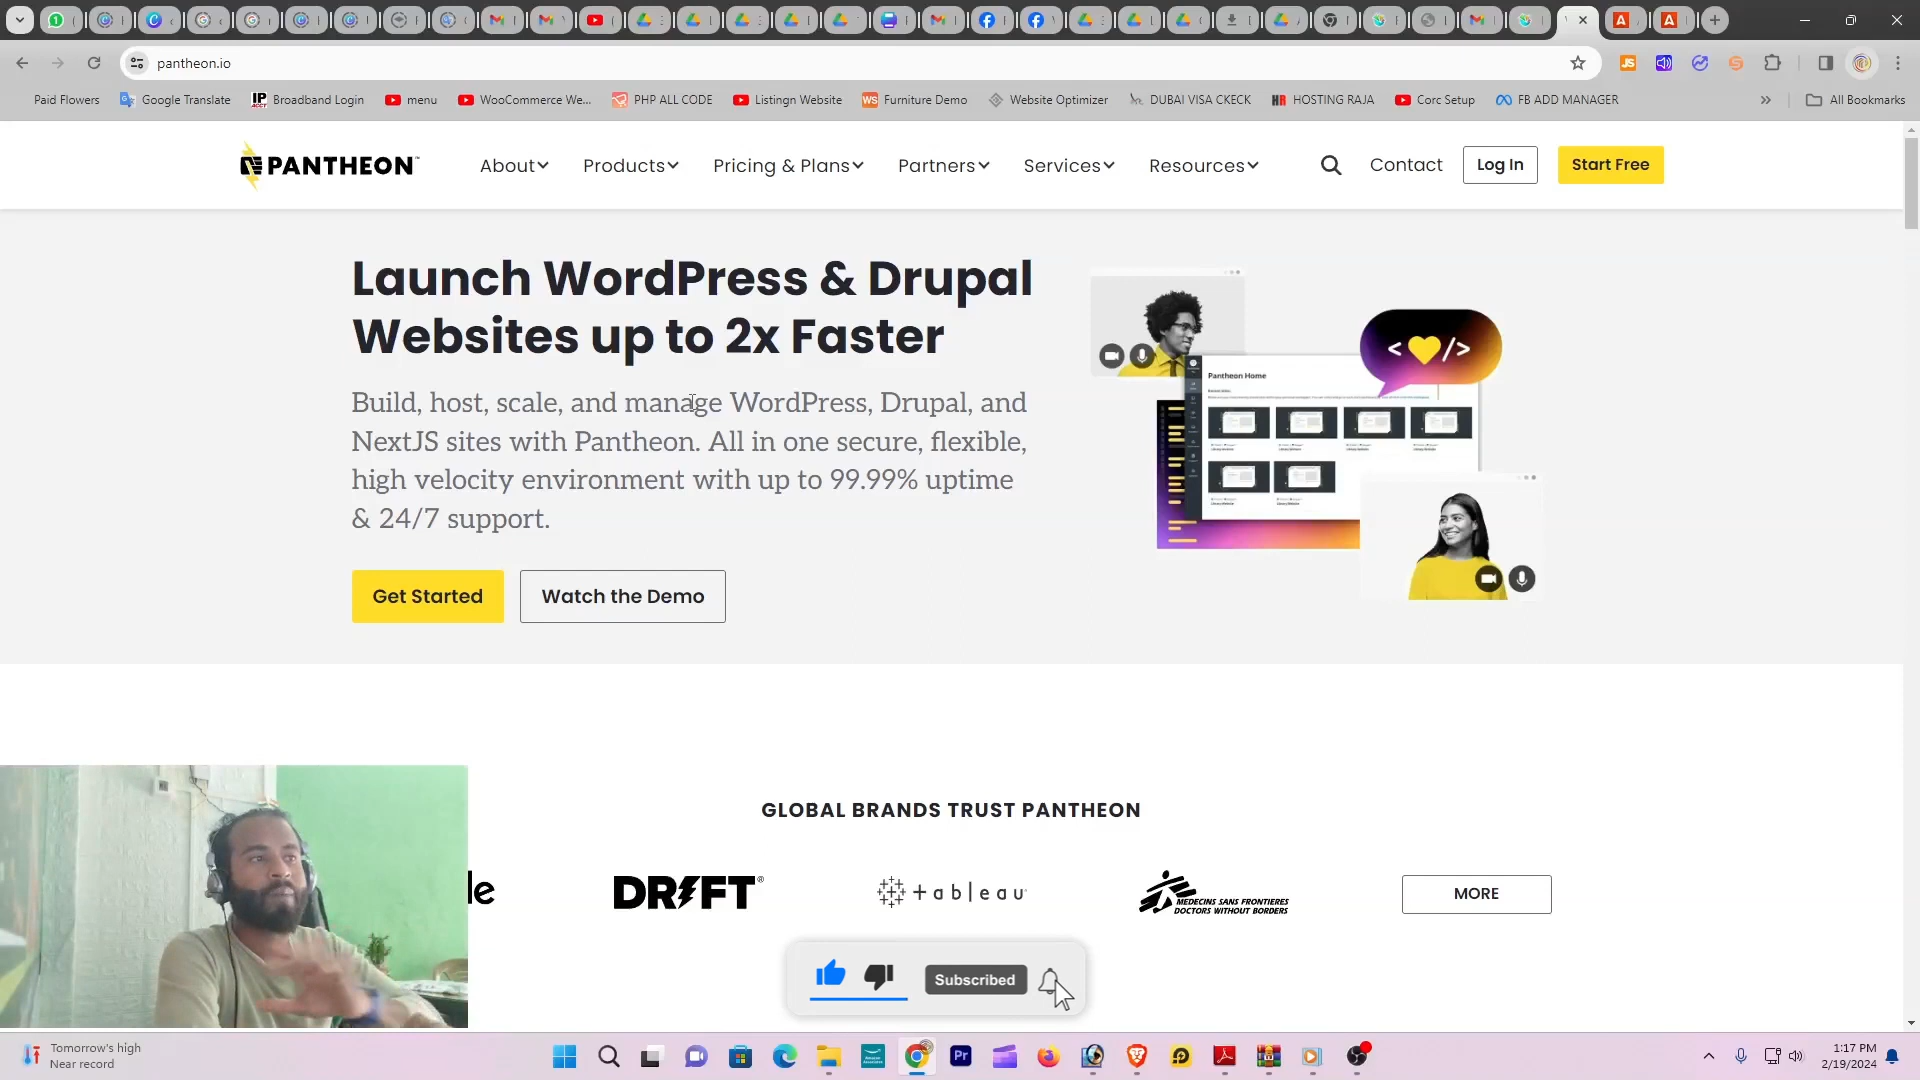 pantheon.io
Paid Flowers
Google Translate
Broadband Login
menu
WooCommerce We...
PHP ALL CODE
Listingn Website
Furniture Demo
Website Optimizer
DUBAI VISA CKECK
HOSTING RAJA
Corc Setup
FB ADD MANAGER
»
All Bookmarks
PANTHEON
About
Products
Pricing & Plans
Partners
Services
Resources
Contact
Log In
Start Free
Launch WordPress & Drupal
Websites up to 2x Faster
Build, host, scale, and manage WordPress, Drupal, and
NextJS sites with Pantheon. All in one secure, flexible,
high velocity environment with up to 99.99% uptime
& 24/7 support.
Get Started
Watch the Demo
Pantheon Home
< />
GLOBAL BRANDS TRUST PANTHEON
le
DRIFT
+ableau
MEDECINS SANS FRONTIERES
DOCTORS WITHOUT BORDERS
MORE
Subscribed
Tomorrow's high
Near record
1:17 PM
2/19/2024